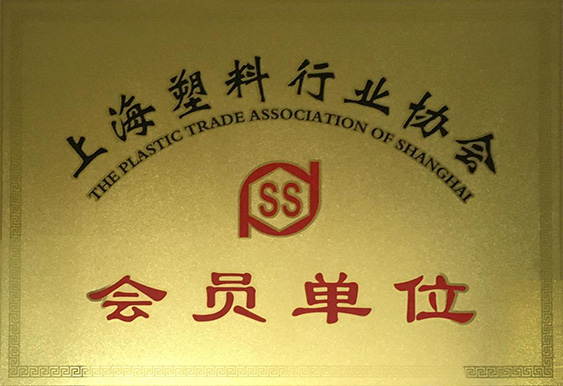 上海塑料行业协会
THE PLASTIC TRADE ASSOCIATION OF SHANGHAI
SS
会员单位